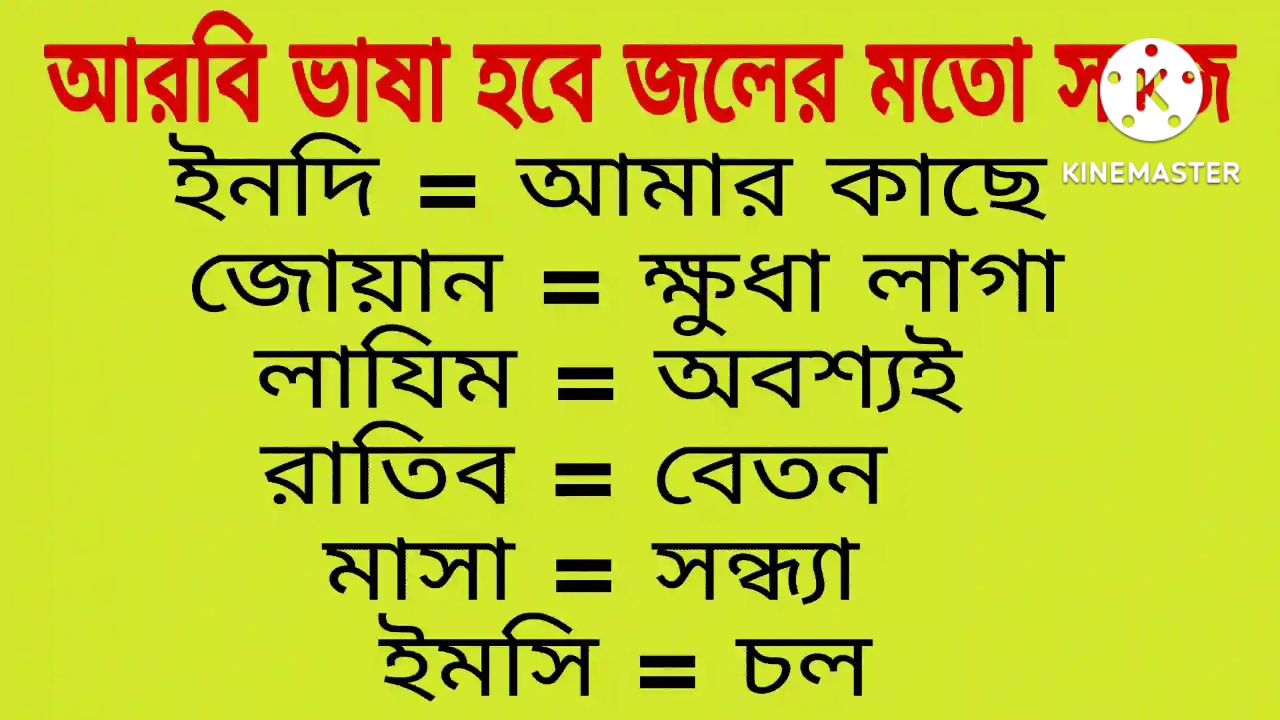 আরবি ভাষা হবে জলের মতো
KINEMASTER
ইনদি = আমার কাছে
জোয়ান = ক্ষুধা লাগা
লাযিম = অবশ্যই
রাতিব = বেতন
মাসা = সন্ধ্যা
ইমসি = চল